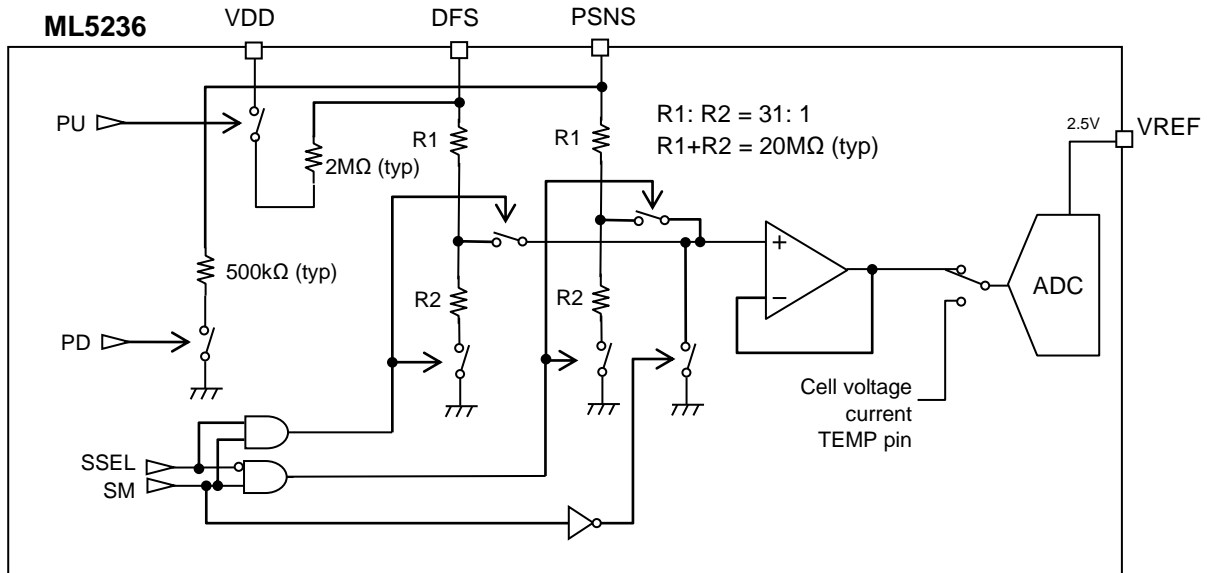 ML5236
VDD
DFS
PSNS
PU
2MΩ (typ)
R1
R1
R1: R2 = 31: 1
R1+R2 = 20MΩ (typ)
2.5V
VREF
500kΩ (typ)
R2
R2
+
−
ADC
PD
Cell voltage
current
TEMP pin
SSEL
SM